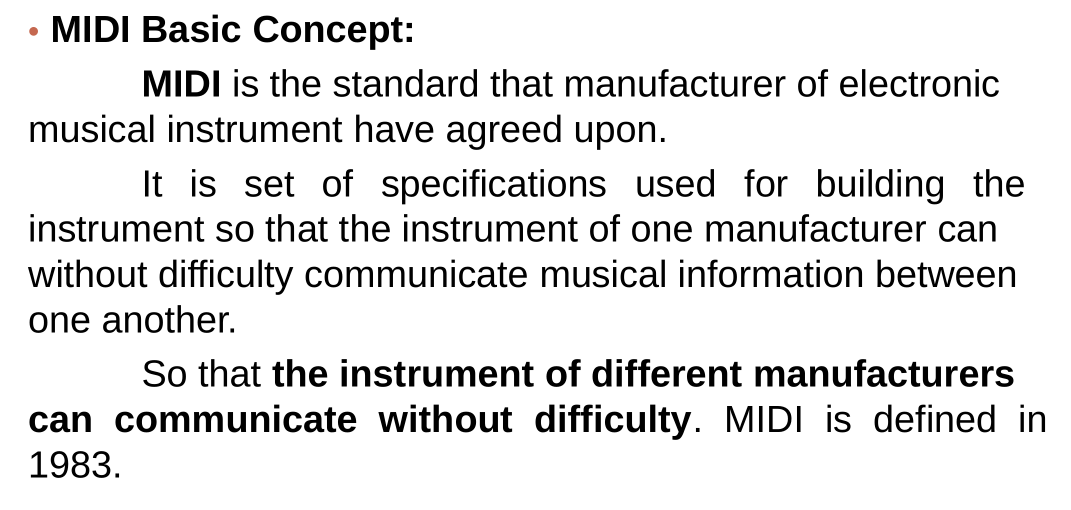 • MIDI Basic Concept:
MIDI is the standard that manufacturer of electronic
musical instrument have agreed upon.
It is set of specifications used for building the
instrument so that the instrument of one manufacturer can
without difficulty communicate musical information between
one another.
So that the instrument of different manufacturers
can communicate without difficulty. MIDI is defined in
1983.